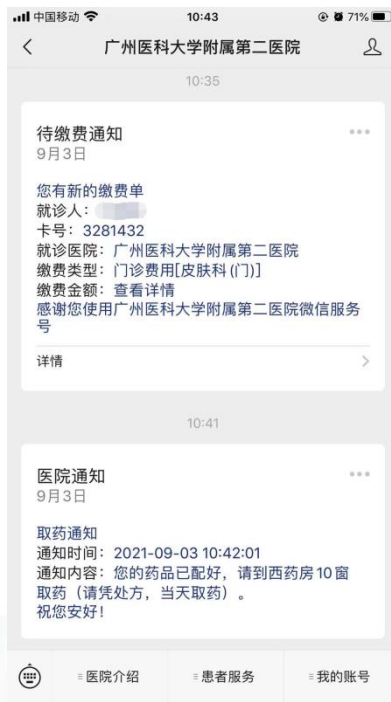 中国移动 10:43 71%
广州医科大学附属第二医院
10:35
待缴费通知
9月3日
您有新的缴费单
就诊人：
卡号：3281432
就诊医院：广州医科大学附属第二医院
缴费类型：门诊费用[皮肤科(门)]
缴费金额：查看详情
感谢您使用广州医科大学附属第二医院微信服务
号
详情
10:41
医院通知
9月3日
取药通知
通知时间：2021-09-03 10:42:01
通知内容：您的药品已配好，请到西药房10窗
取药（请凭处方，当天取药）。
祝您安好！
医院介绍 患者服务 我的账号